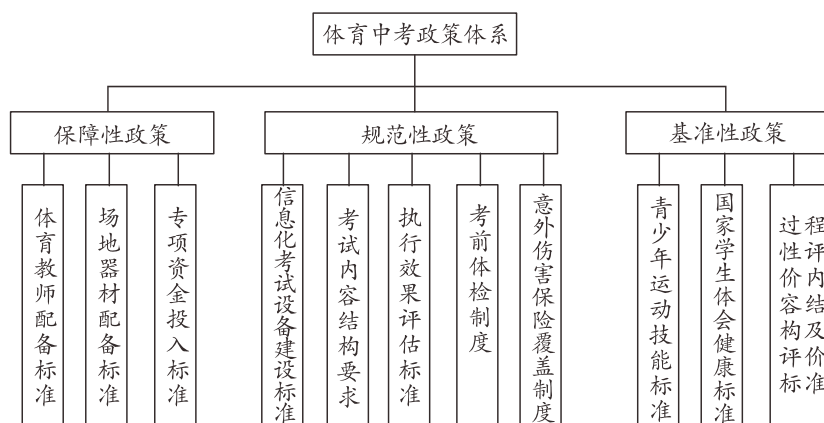 体育中考政策体系
保障性政策
规范性政策
基准性政策
体育教师配备标准
场地器材配备标准
专项资金投入标准
信息化考试设备建设标准
考试内容结构要求
执行效果评估标准
考前体检制度
意外伤害保险覆盖制度
青少年运动技能标准
国家学生体会健康标准
过程性评价内容结构及评价标准